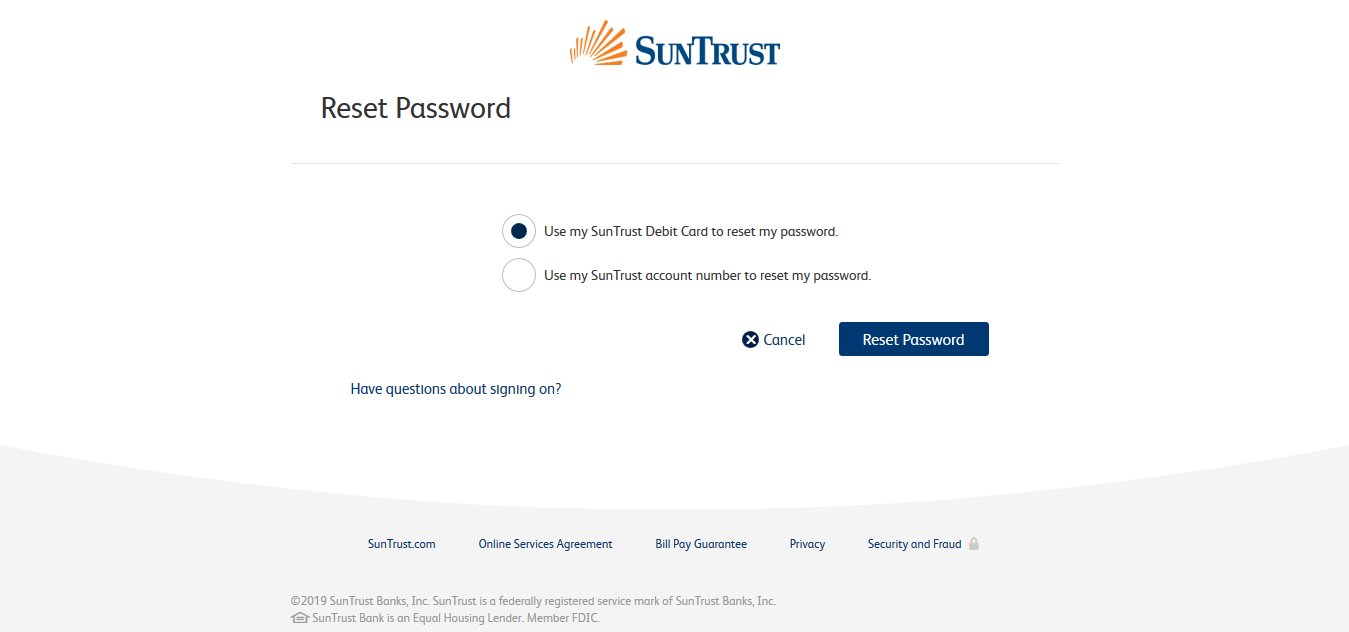 SUNTRUST
Reset Password
Use my SunTrust Debit Card to reset my password.
Use my SunTrust account number to reset my password.
Cancel Reset Password
Have questions about signing on?
SunTrust.com Online Services Agreement Bill Pay Guarantee Privacy Security and Fraud
©2019 SunTrust Banks, Inc. SunTrust is a federally registered service mark of SunTrust Banks, Inc.
SunTrust Bank is an Equal Housing Lender. Member FDIC.